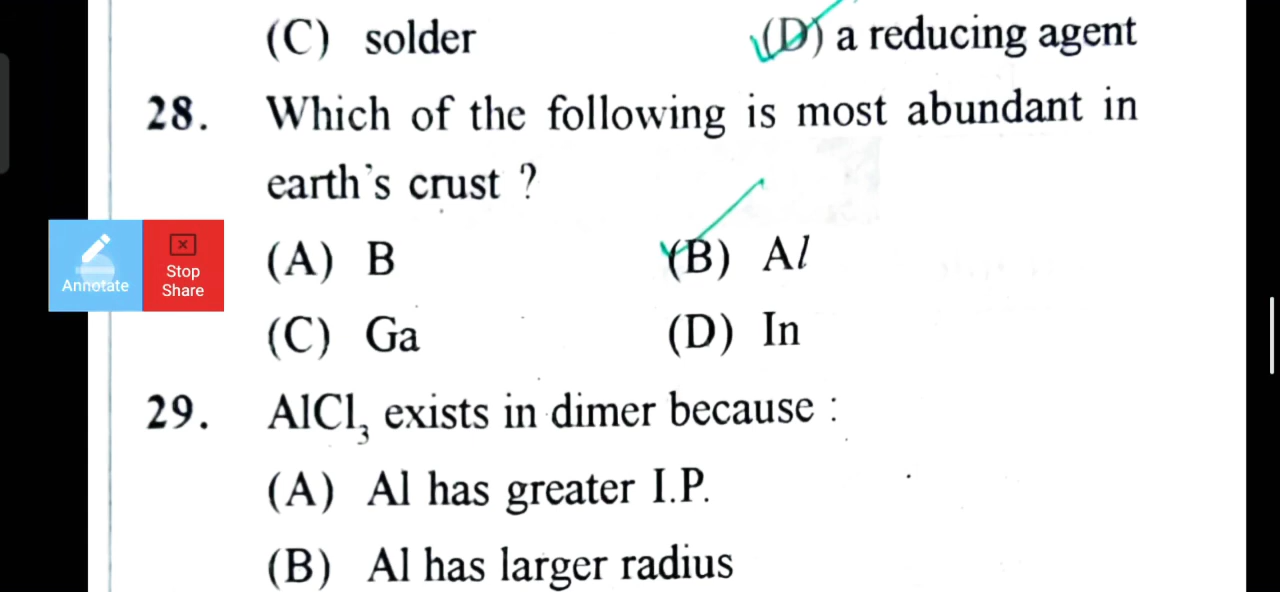 (C) solder (D) a reducing agent
28. Which of the following is most abundant in
earth's crust ?
(A) B (B) Al
(C) Ga (D) In
29. AlCl₃ exists in dimer because :
(A) Al has greater I.P.
(B) Al has larger radius
Annotate
Stop
Share